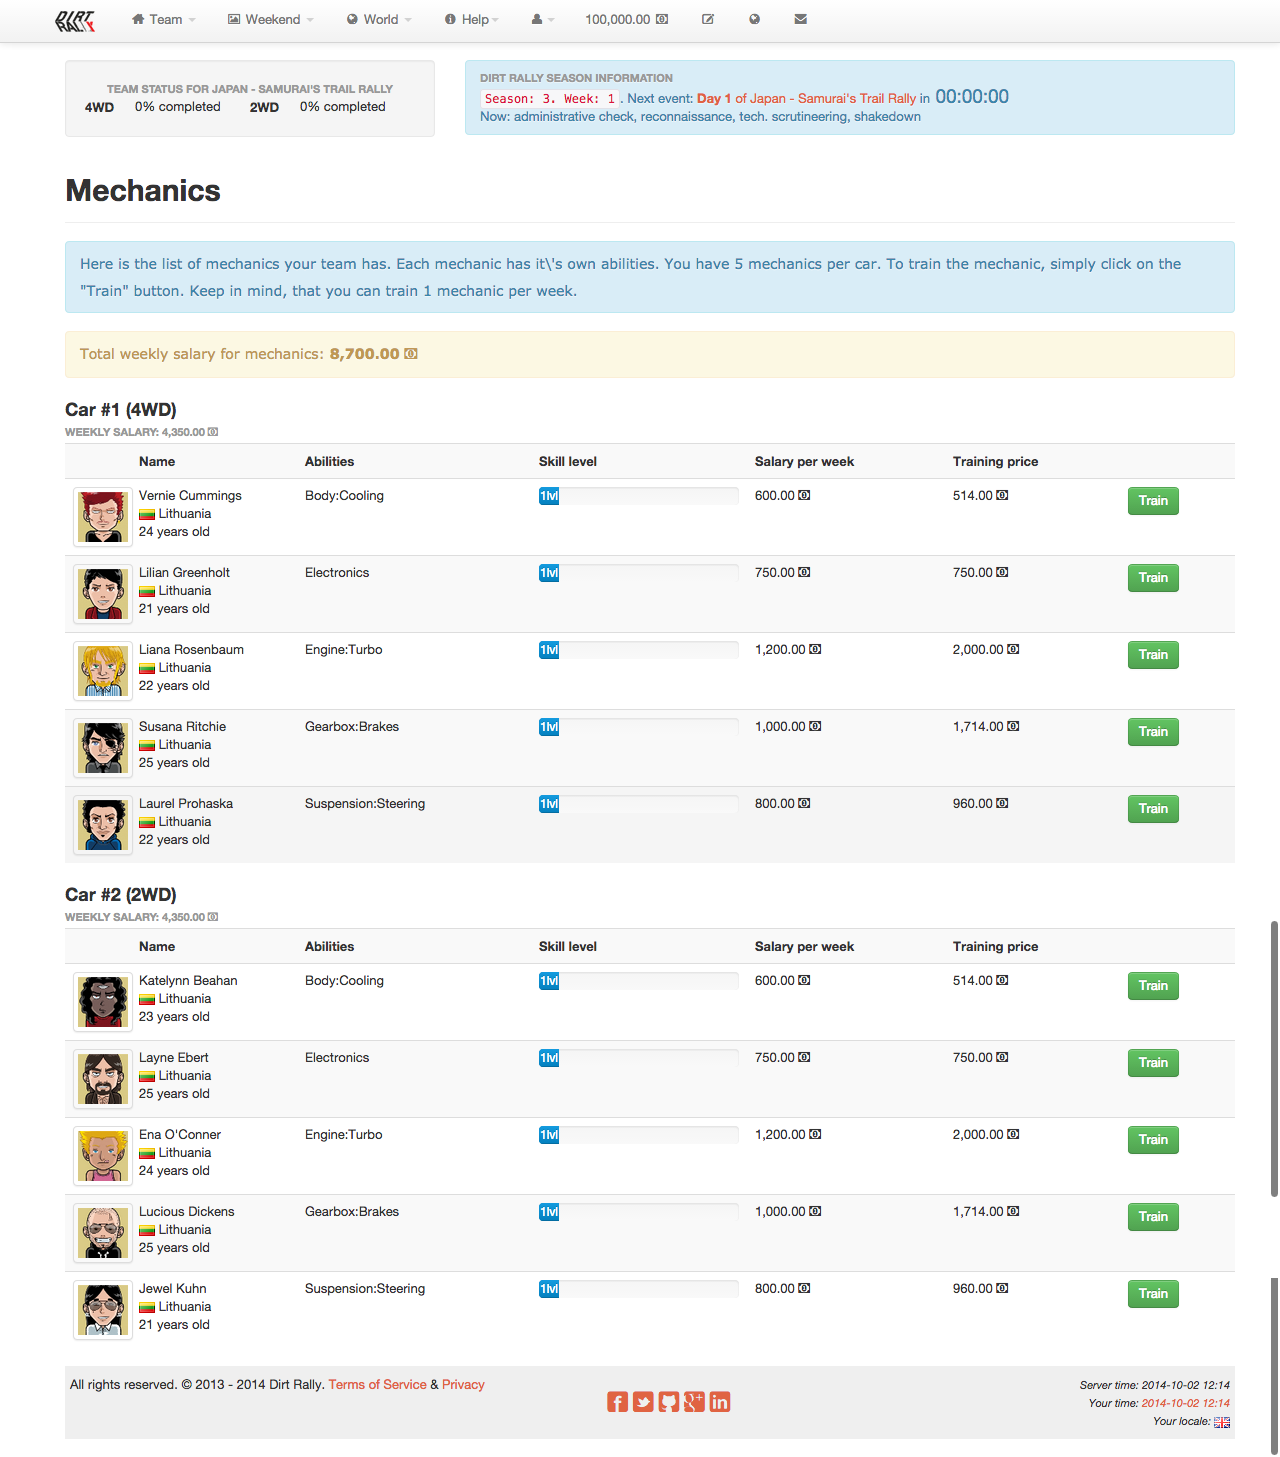 DIRT RALLY
Team
Weekend
World
Help
100,000.00
TEAM STATUS FOR JAPAN - SAMURAI'S TRAIL RALLY
4WD 0% completed 2WD 0% completed
DIRT RALLY SEASON INFORMATION
Season: 3. Week: 1. Next event: Day 1 of Japan - Samurai's Trail Rally in 00:00:00
Now: administrative check, reconnaissance, tech. scrutineering, shakedown
Mechanics
Here is the list of mechanics your team has. Each mechanic has it\'s own abilities. You have 5 mechanics per car. To train the mechanic, simply click on the
"Train" button. Keep in mind, that you can train 1 mechanic per week.
Total weekly salary for mechanics: 8,700.00
Car #1 (4WD)
WEEKLY SALARY: 4,350.00
Name Abilities Skill level Salary per week Training price
Vernie Cummings Body:Cooling 1lvl 600.00 514.00 Train
Lithuania
24 years old
Lilian Greenholt Electronics 1lvl 750.00 750.00 Train
Lithuania
21 years old
Liana Rosenbaum Engine:Turbo 1lvl 1,200.00 2,000.00 Train
Lithuania
22 years old
Susana Ritchie Gearbox:Brakes 1lvl 1,000.00 1,714.00 Train
Lithuania
25 years old
Laurel Prohaska Suspension:Steering 1lvl 800.00 960.00 Train
Lithuania
22 years old
Car #2 (2WD)
WEEKLY SALARY: 4,350.00
Name Abilities Skill level Salary per week Training price
Katelynn Beahan Body:Cooling 1lvl 600.00 514.00 Train
Lithuania
23 years old
Layne Ebert Electronics 1lvl 750.00 750.00 Train
Lithuania
25 years old
Ena O'Conner Engine:Turbo 1lvl 1,200.00 2,000.00 Train
Lithuania
24 years old
Lucious Dickens Gearbox:Brakes 1lvl 1,000.00 1,714.00 Train
Lithuania
25 years old
Jewel Kuhn Suspension:Steering 1lvl 800.00 960.00 Train
Lithuania
21 years old
All rights reserved. © 2013 - 2014 Dirt Rally. Terms of Service & Privacy
Server time: 2014-10-02 12:14
Your time: 2014-10-02 12:14
Your locale: